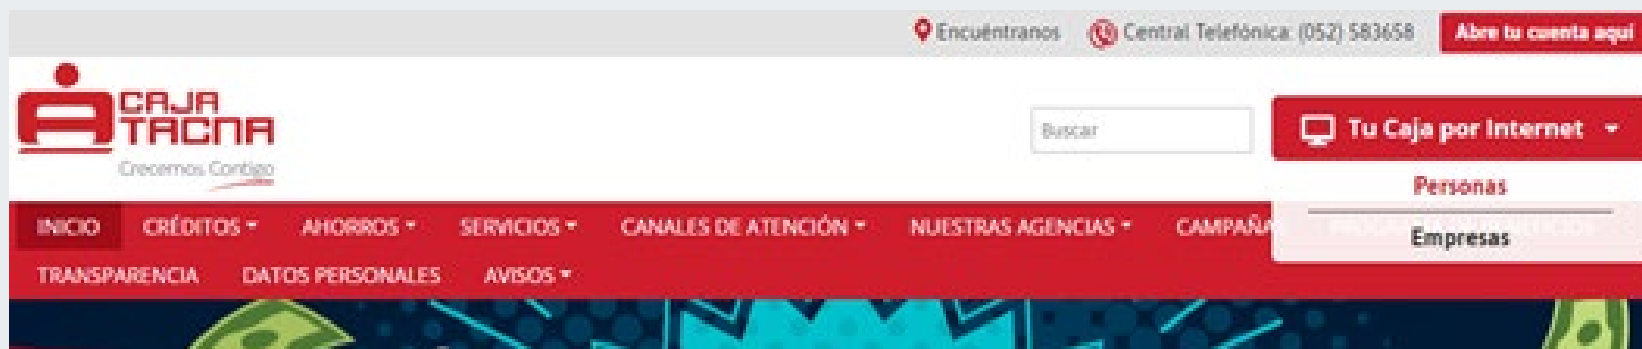 Encuéntranos Central Telefónica: (052) 583658 Abre tu cuenta aquí
CAJA
TACNA
Crecemos Contigo
Buscar
Tu Caja por Internet
Personas
Empresas
INICIO CRÉDITOS AHORROS SERVICIOS CANALES DE ATENCIÓN NUESTRAS AGENCIAS CAMPAÑA
TRANSPARENCIA DATOS PERSONALES AVISOS